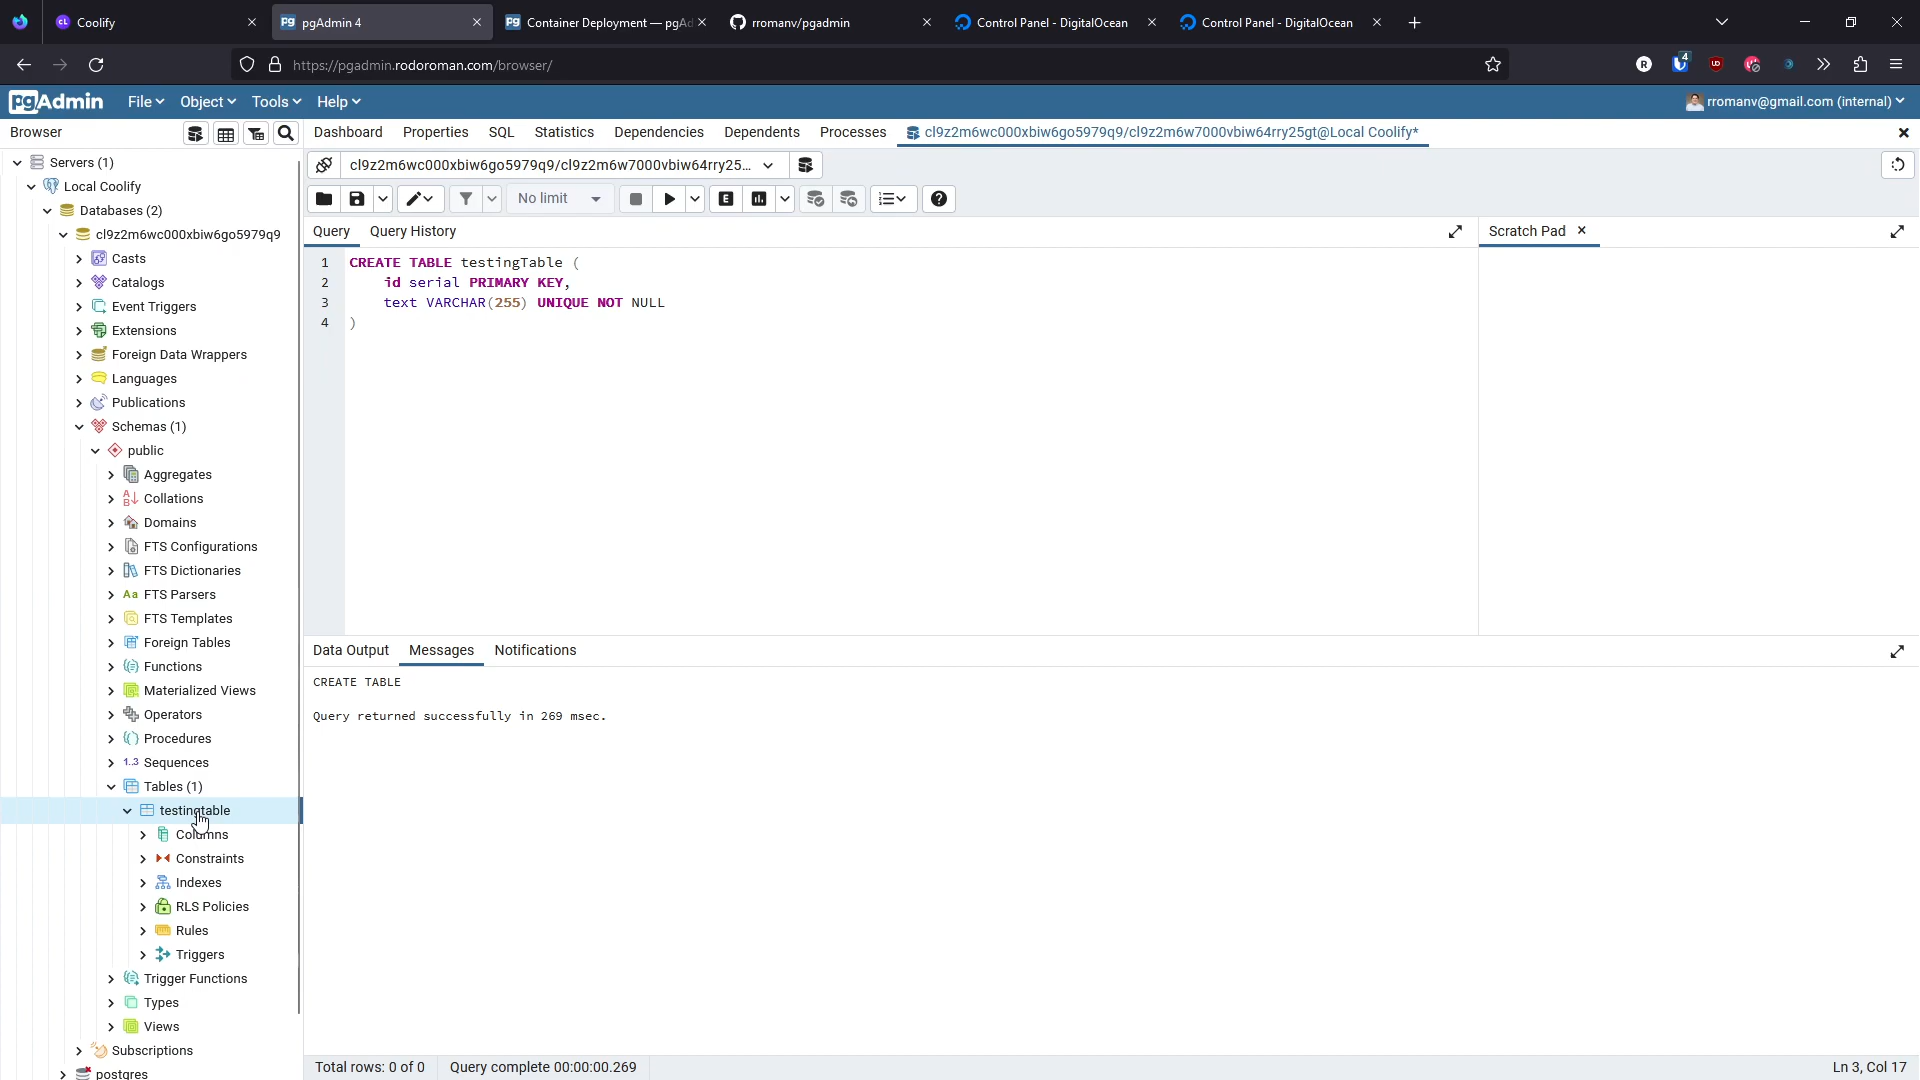 Coolify
pgAdmin 4
Container Deployment — pgAd
rromanv/pgadmin
Control Panel - DigitalOcean
Control Panel - DigitalOcean
https://pgadmin.rodoroman.com/browser/
R
4
pgAdmin
File
Object
Tools
Help
rromanv@gmail.com (internal)
Browser
Dashboard
Properties
SQL
Statistics
Dependencies
Dependents
Processes
cl9z2m6wc000xbiw6go5979q9/cl9z2m6w7000vbiw64rry25gt@Local Coolify*
Servers (1)
Local Coolify
Databases (2)
cl9z2m6wc000xbiw6go5979q9
Casts
Catalogs
Event Triggers
Extensions
Foreign Data Wrappers
Languages
Publications
Schemas (1)
public
Aggregates
Collations
Domains
FTS Configurations
FTS Dictionaries
Aa FTS Parsers
FTS Templates
Foreign Tables
Functions
Materialized Views
Operators
Procedures
1..3 Sequences
Tables (1)
testingtable
Columns
Constraints
Indexes
RLS Policies
Rules
Triggers
Trigger Functions
Types
Views
Subscriptions
postgres
cl9z2m6wc000xbiw6go5979q9/cl9z2m6w7000vbiw64rry25...
No limit
E
Query
Query History
Scratch Pad
1 CREATE TABLE testingTable (
2 id serial PRIMARY KEY,
3 text VARCHAR(255) UNIQUE NOT NULL
4 )
Data Output
Messages
Notifications
CREATE TABLE
Query returned successfully in 269 msec.
Total rows: 0 of 0
Query complete 00:00:00.269
Ln 3, Col 17